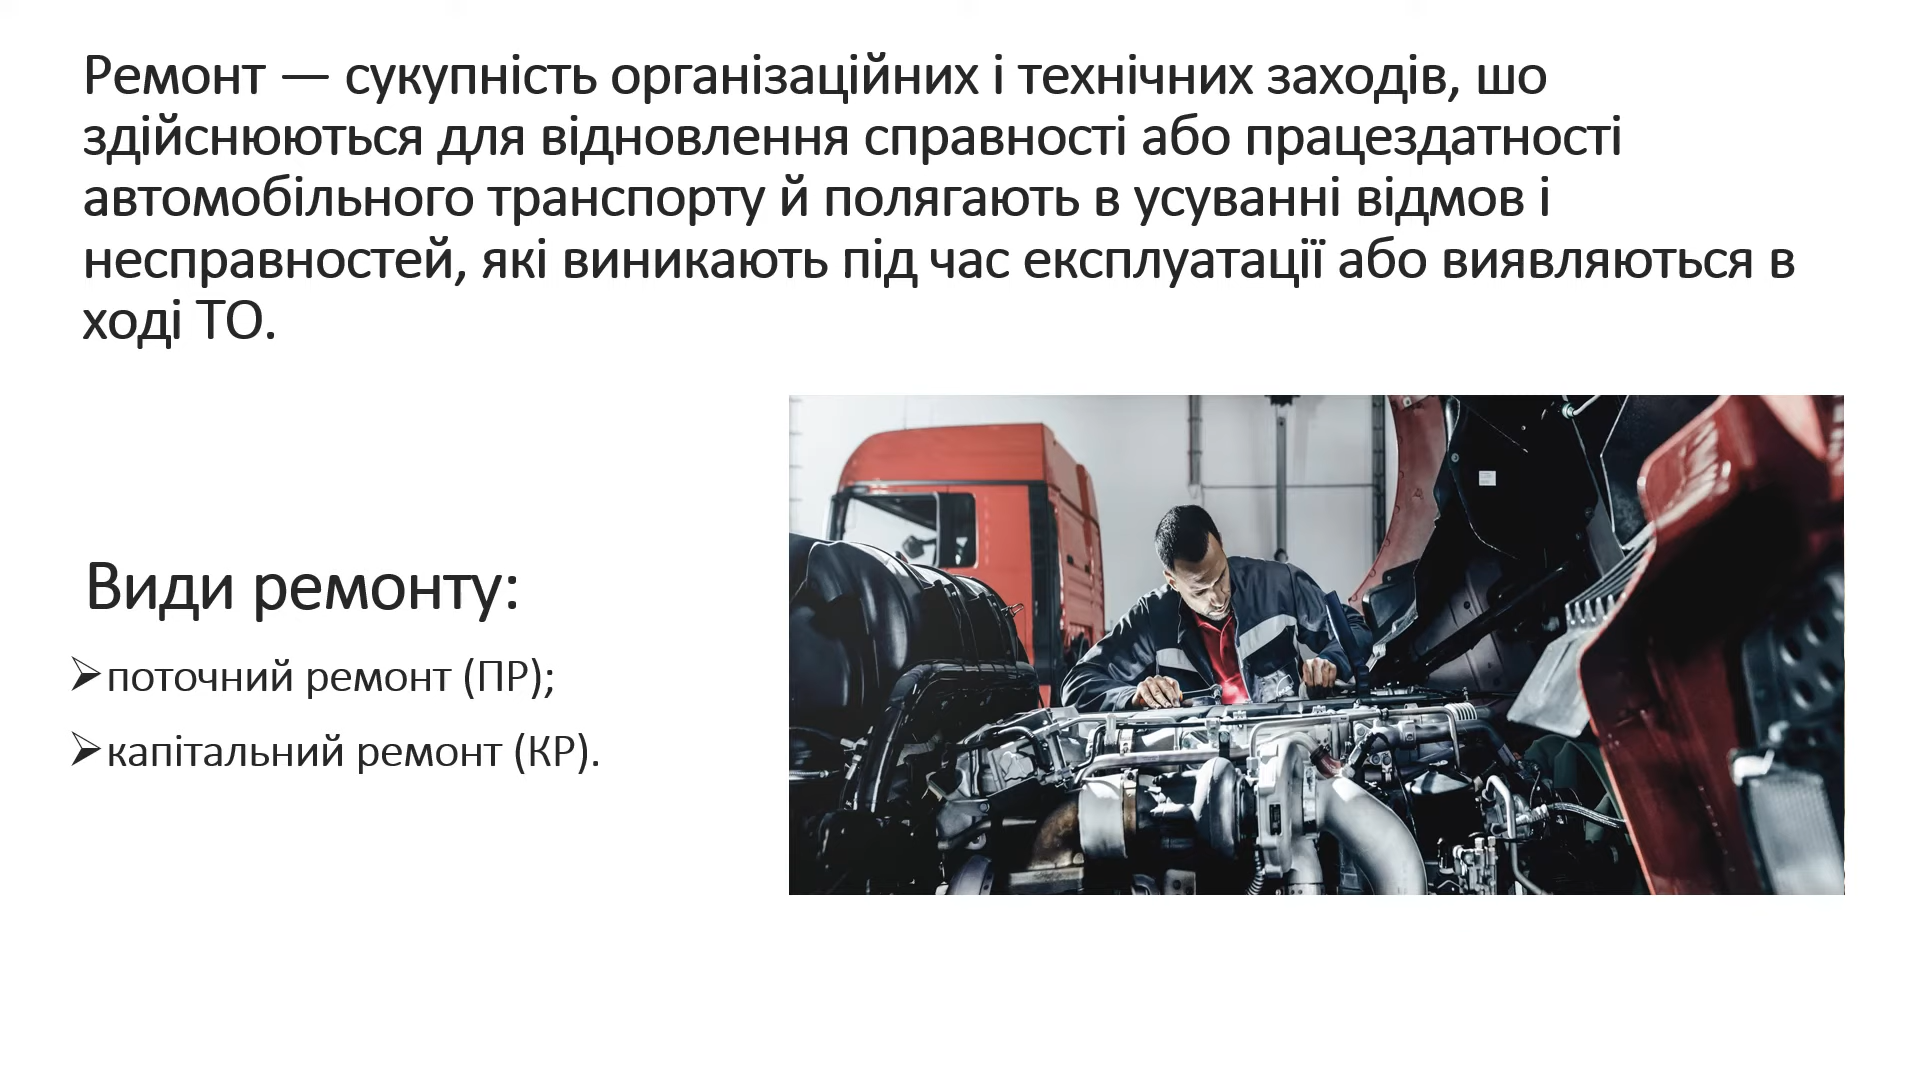 Ремонт — сукупність організаційних і технічних заходів, шо
здійснюються для відновлення справності або працездатності
автомобільного транспорту й полягають в усуванні відмов і
несправностей, які виникають під час експлуатації або виявляються в
ході ТО.
Види ремонту:
➢поточний ремонт (ПР);
➢капітальний ремонт (КР).